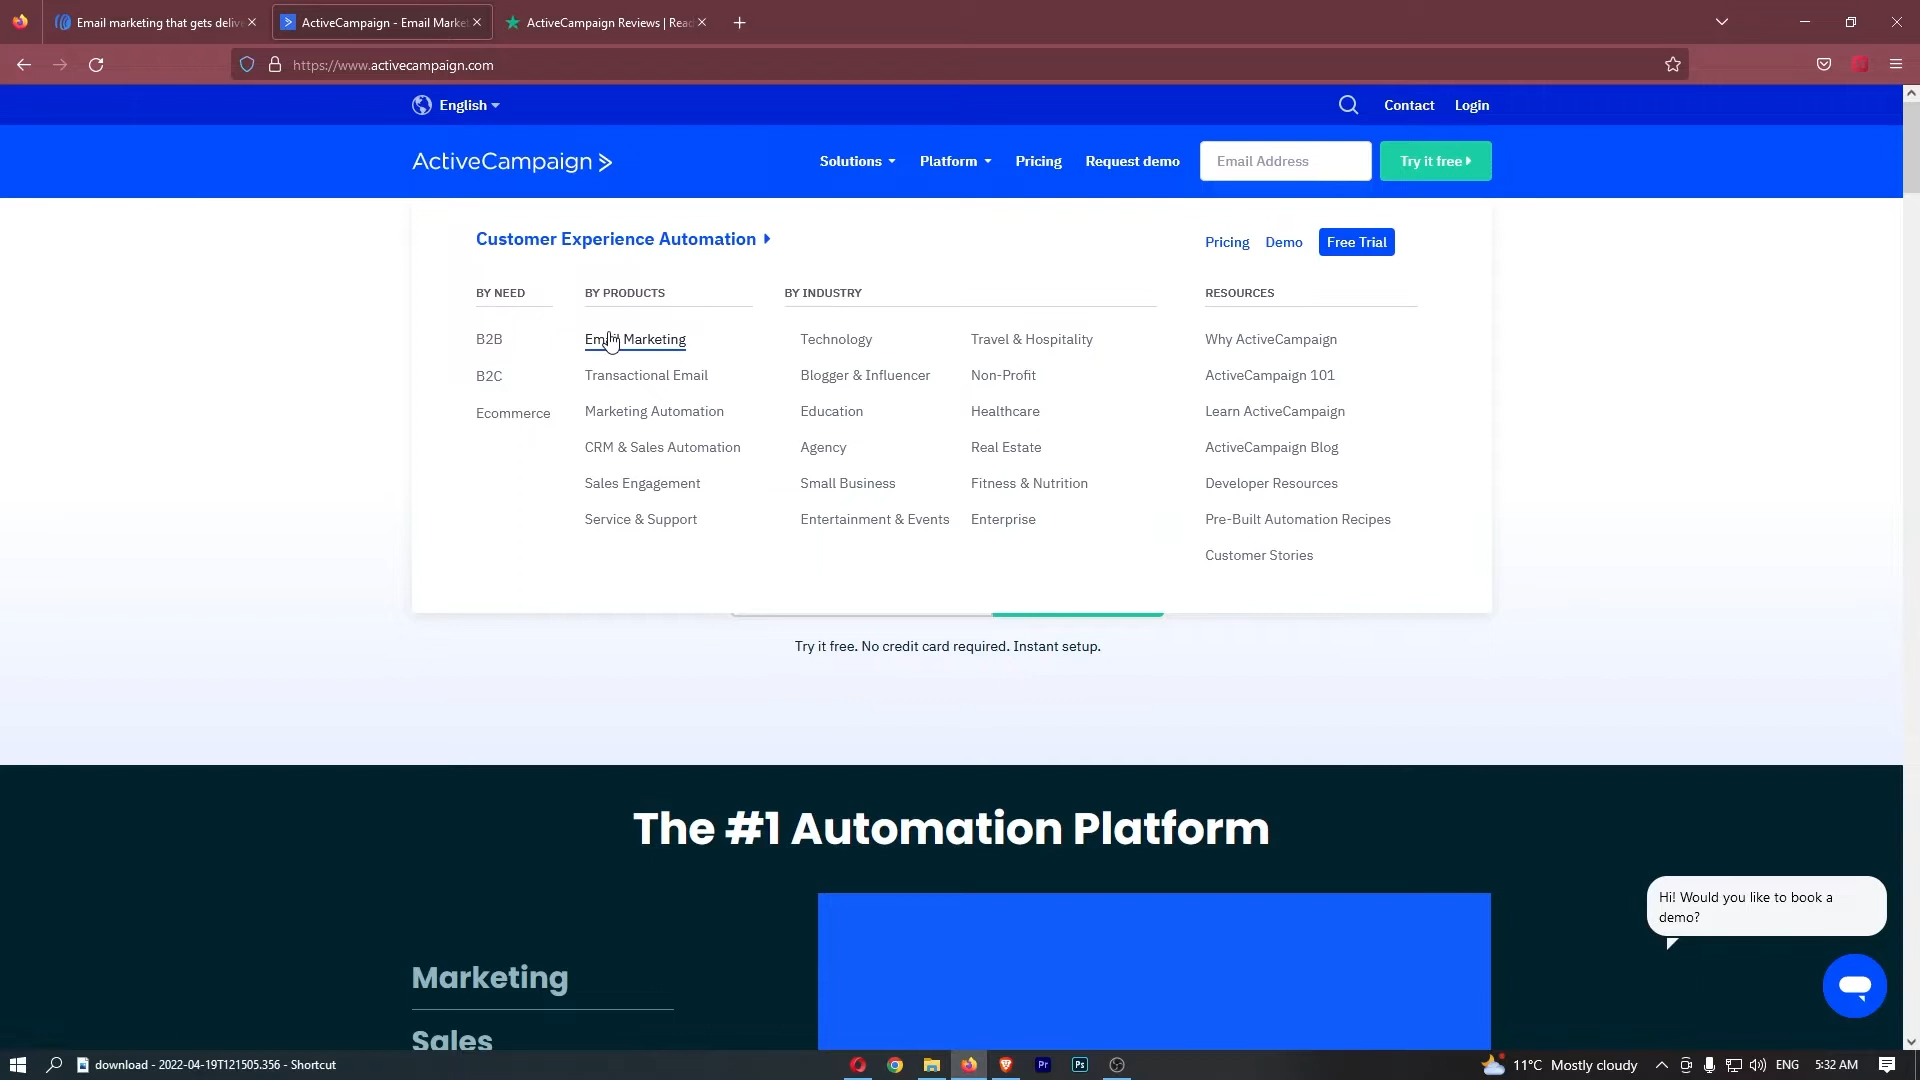 Email marketing that gets delive
ActiveCampaign - Email Marke
ActiveCampaign Reviews | Read
https://www.activecampaign.com
English
Contact
Login
ActiveCampaign >
Solutions
Platform
Pricing
Request demo
Email Address
Try it free
Customer Experience Automation
Pricing
Demo
Free Trial
BY NEED
B2B
B2C
Ecommerce
BY PRODUCTS
Email Marketing
Transactional Email
Marketing Automation
CRM & Sales Automation
Sales Engagement
Service & Support
BY INDUSTRY
Technology
Blogger & Influencer
Education
Agency
Small Business
Entertainment & Events
Travel & Hospitality
Non-Profit
Healthcare
Real Estate
Fitness & Nutrition
Enterprise
RESOURCES
Why ActiveCampaign
ActiveCampaign 101
Learn ActiveCampaign
ActiveCampaign Blog
Developer Resources
Pre-Built Automation Recipes
Customer Stories
Try it free. No credit card required. Instant setup.
The #1 Automation Platform
Marketing
Sales
Hi! Would you like to book a
demo?
download - 2022-04-19T121505.356 - Shortcut
Pr
Ps
11°C Mostly cloudy
ENG
5:32 AM